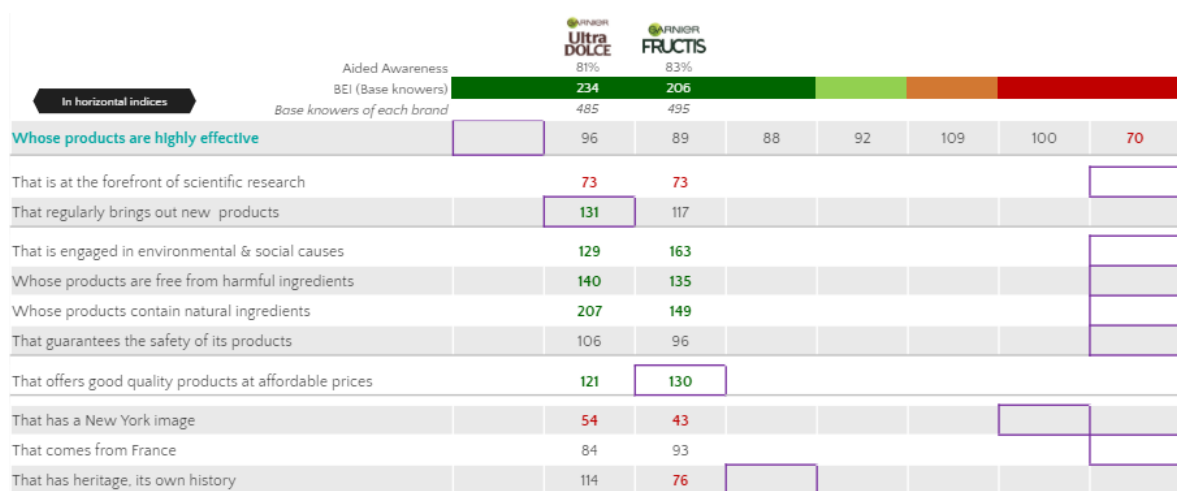 GARNIER GARNIER
Ultra DOLCE FRUCTIS
Aided Awareness 81% 83%
BEI (Base knowers) 234 206
In horizontal indices
Base knowers of each brand 485 495
Whose products are highly effective 96 89 88 92 109 100 70
That is at the forefront of scientific research 73 73
That regularly brings out new products 131 117
That is engaged in environmental & social causes 129 163
Whose products are free from harmful ingredients 140 135
Whose products contain natural ingredients 207 149
That guarantees the safety of its products 106 96
That offers good quality products at affordable prices 121 130
That has a New York image 54 43
That comes from France 84 93
That has heritage, its own history 114 76